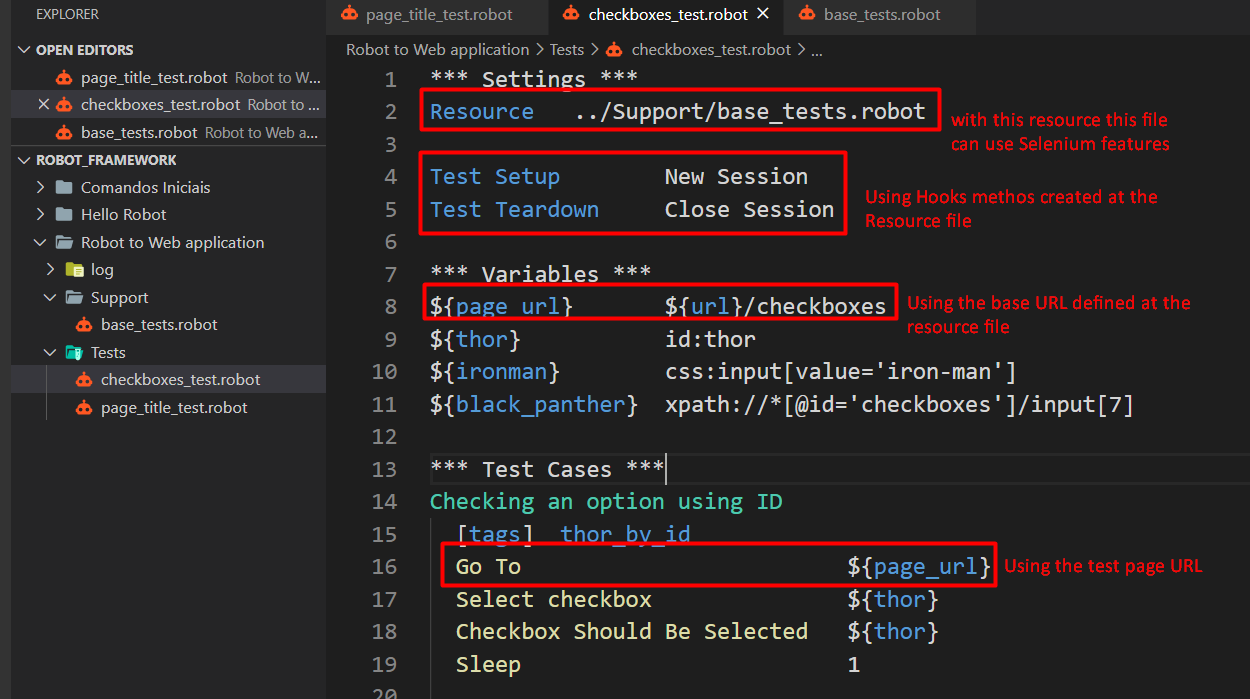 EXPLORER
OPEN EDITORS
page_title_test.robot Robot to W...
checkboxes_test.robot Robot to ...
base_tests.robot Robot to Web a...
ROBOT_FRAMEWORK
Comandos Iniciais
Hello Robot
Robot to Web application
log
Support
base_tests.robot
Tests
checkboxes_test.robot
page_title_test.robot
page_title_test.robot checkboxes_test.robot base_tests.robot
Robot to Web application > Tests > checkboxes_test.robot > ...
1 *** Settings ***
2 Resource ../Support/base_tests.robot
with this resource this file
can use Selenium features
3
4 Test Setup New Session
5 Test Teardown Close Session
Using Hooks methos created at the
Resource file
6
7 *** Variables ***
8 ${page_url} ${url}/checkboxes
Using the base URL defined at the
resource file
9 ${thor} id:thor
10 ${ironman} css:input[value='iron-man']
11 ${black_panther} xpath://*[@id='checkboxes']/input[7]
12
13 *** Test Cases ***
14 Checking an option using ID
15 [tags] thor_by_id
16 Go To ${page_url} Using the test page URL
17 Select checkbox ${thor}
18 Checkbox Should Be Selected ${thor}
19 Sleep 1
20